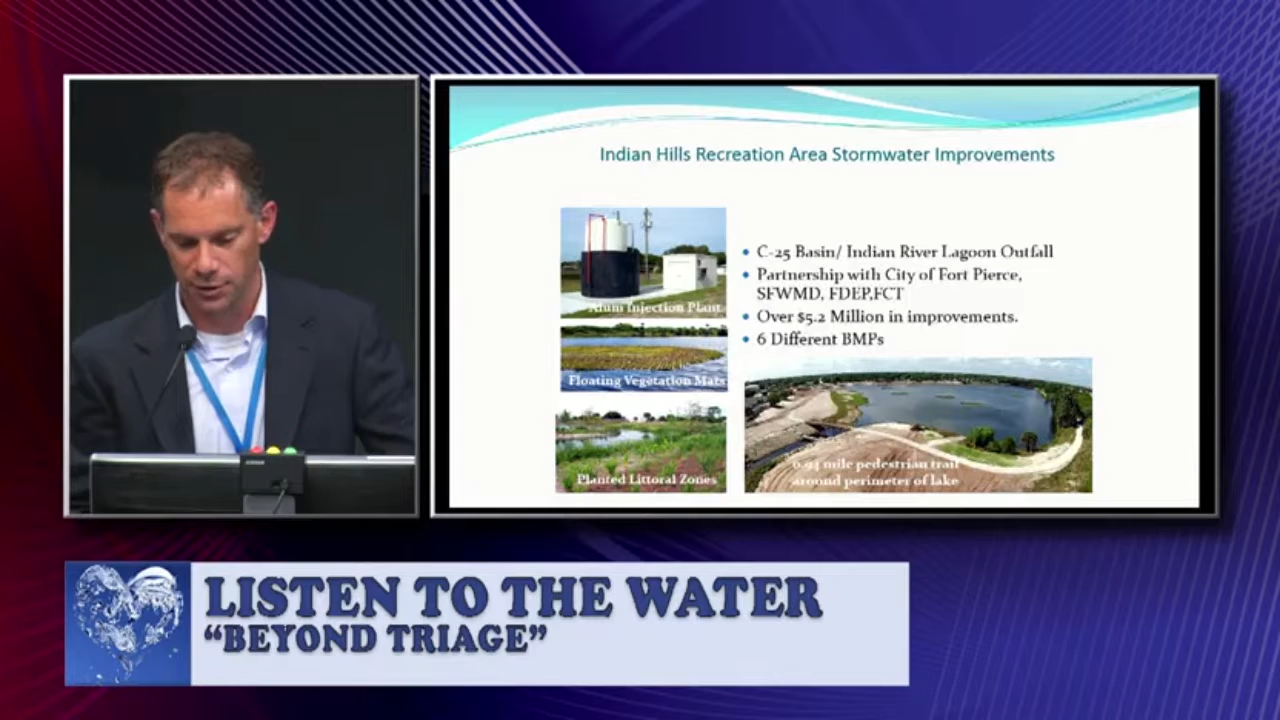 Indian Hills Recreation Area Stormwater Improvements
Alum Injection Plant
Floating Vegetation Mats
Planted Littoral Zones
• C-25 Basin/ Indian River Lagoon Outfall
• Partnership with City of Fort Pierce,
SFWMD, FDEP,FCT
• Over $5.2 Million in improvements.
• 6 Different BMPs
mile pedestrian trail
around perimeter of lake
LISTEN TO THE WATER
“BEYOND TRIAGE”